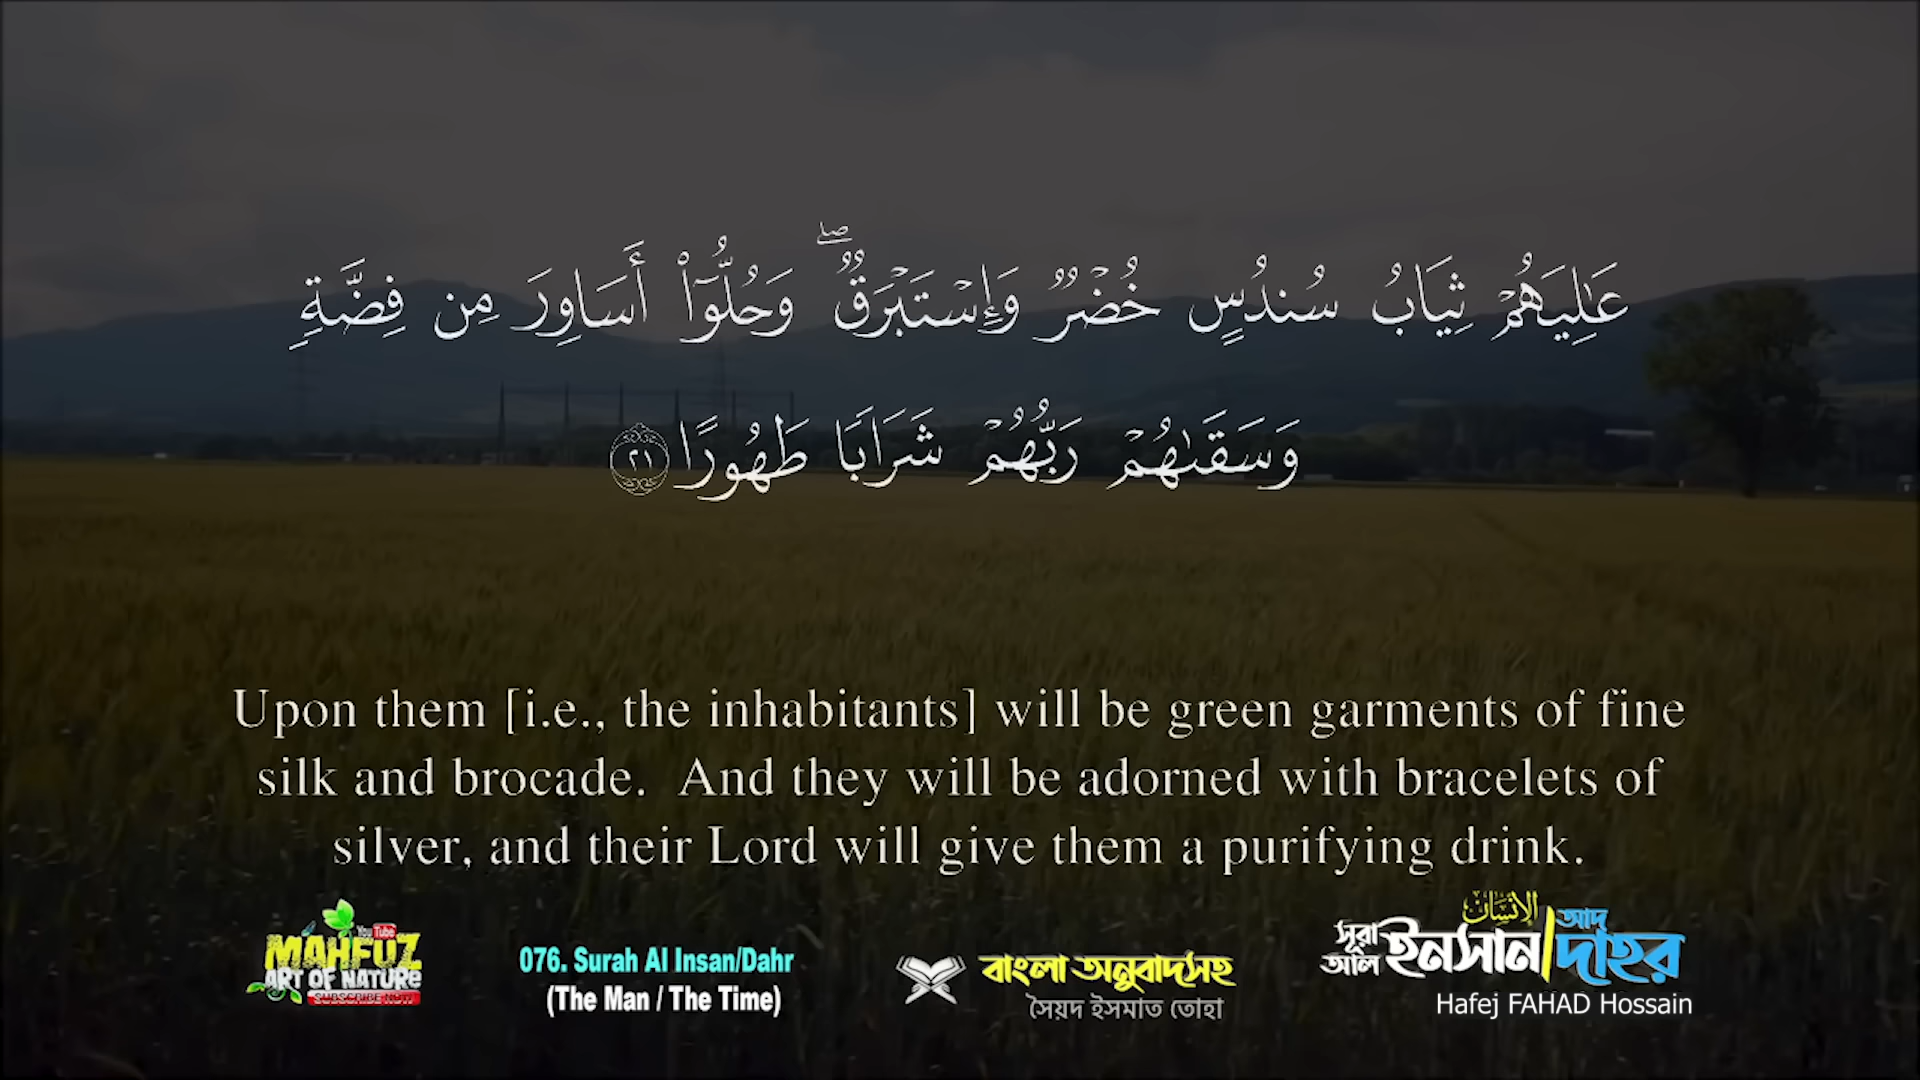 عَٰلِيَهُمۡ ثِيَابُ سُندُسٍ خُضۡرٞ وَإِسۡتَبۡرَقٞۖ وَحُلُّوٓاْ أَسَاوِرَ مِن فِضَّةٖ
وَسَقَىٰهُمۡ رَبُّهُمۡ شَرَابٗا طَهُورًا ٢١
Upon them [i.e., the inhabitants] will be green garments of fine
silk and brocade. And they will be adorned with bracelets of
silver, and their Lord will give them a purifying drink.
YouTube
MAHFUZ
ART OF NATURE
SUBSCRIBE NOW
076. Surah Al Insan/Dahr
(The Man / The Time)
বাংলা অনুবাদসহ
সৈয়দ ইসমাত তোহা
الإنسان
সূরা আল ইনসান/আদ দাহর
Hafej FAHAD Hossain